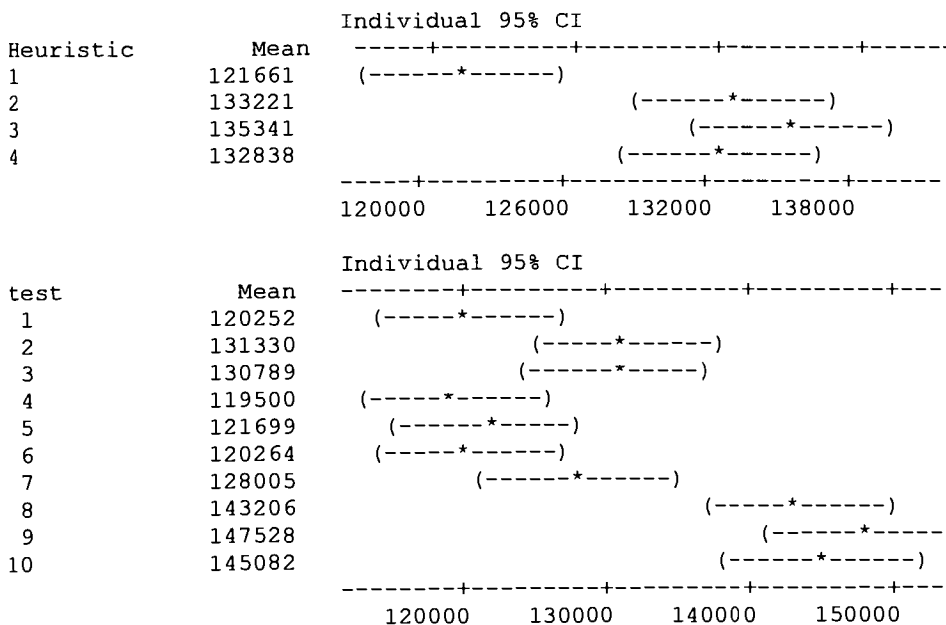 Individual 95% CI
Heuristic Mean -----+---------+---------+---------+------
1 121661 (------*------)
2 133221 (------*------)
3 135341 (------*------)
4 132838 (------*------)
-----+---------+---------+---------+------
120000 126000 132000 138000
Individual 95% CI
test Mean --------+---------+---------+---------+---
1 120252 (-----*------)
2 131330 (-----*------)
3 130789 (------*-----)
4 119500 (-----*------)
5 121699 (------*-----)
6 120264 (-----*------)
7 128005 (------*------)
8 143206 (-----*------)
9 147528 (------*-----
10 145082 (------*------)
--------+---------+---------+---------+---
120000 130000 140000 150000